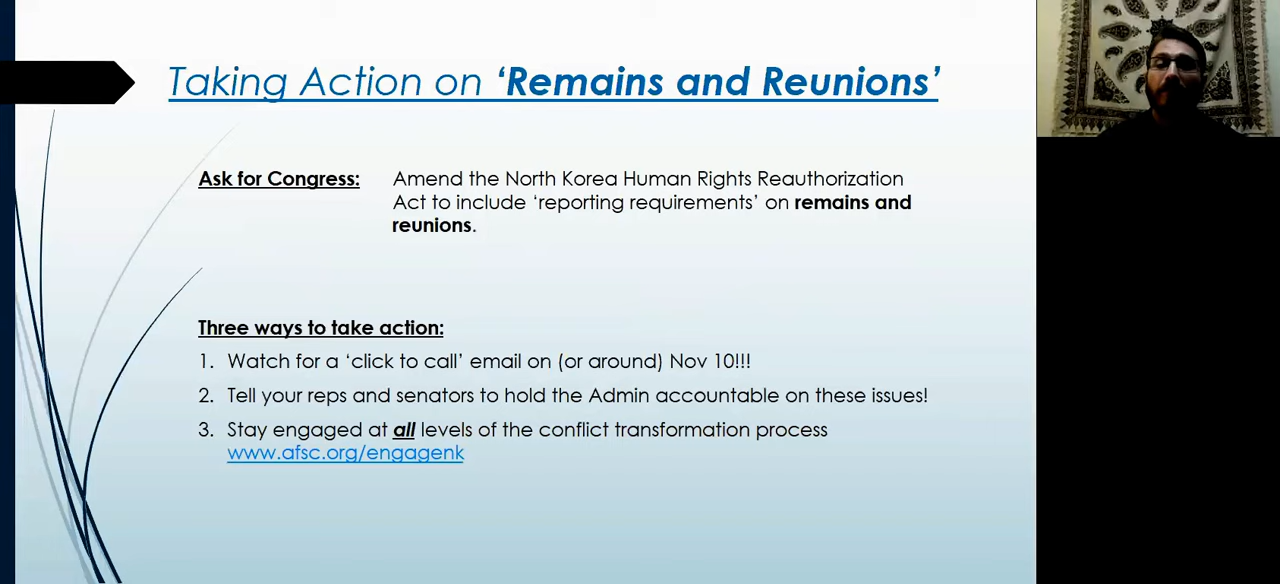 Taking Action on ‘Remains and Reunions’
Ask for Congress: Amend the North Korea Human Rights Reauthorization
Act to include ‘reporting requirements’ on remains and
reunions.
Three ways to take action:
1. Watch for a ‘click to call’ email on (or around) Nov 10!!!
2. Tell your reps and senators to hold the Admin accountable on these issues!
3. Stay engaged at all levels of the conflict transformation process
www.afsc.org/engagenk